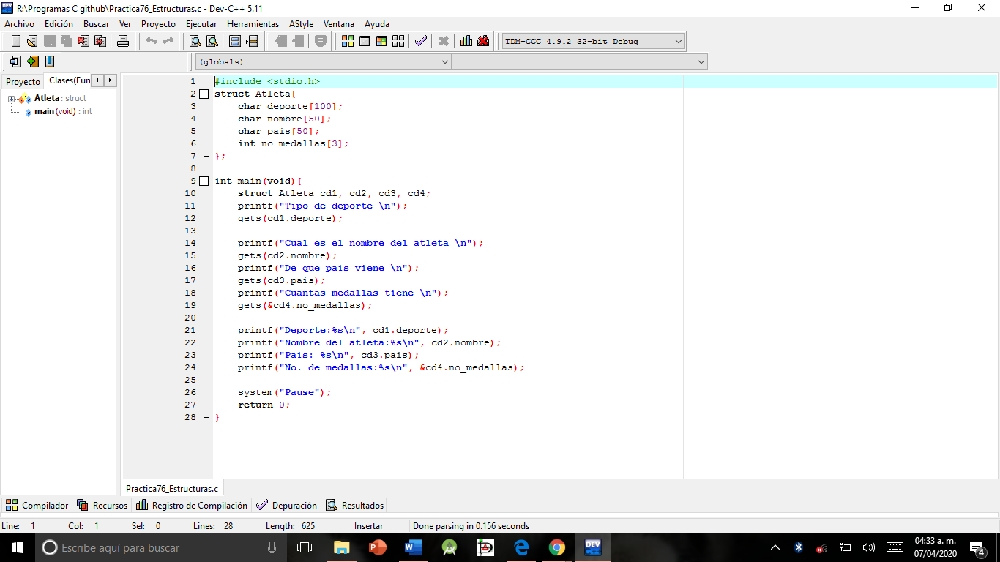 R:\Programas C github\Practica76_Estructuras.c - Dev-C++ 5.11
Archivo Edición Buscar Ver Proyecto Ejecutar Herramientas AStyle Ventana Ayuda
TDM-GCC 4.9.2 32-bit Debug
(globals)
Proyecto Clases(Fun
Atleta : struct
main (void) : int
1 #include <stdio.h>
2 struct Atleta{
3 char deporte[100];
4 char nombre[50];
5 char pais[50];
6 int no_medallas[3];
7 };
8
9 int main(void){
10 struct Atleta cd1, cd2, cd3, cd4;
11 printf("Tipo de deporte \n");
12 gets(cd1.deporte);
13
14 printf("Cual es el nombre del atleta \n");
15 gets(cd2.nombre);
16 printf("De que pais viene \n");
17 gets(cd3.pais);
18 printf("Cuantas medallas tiene \n");
19 gets(&cd4.no_medallas);
20
21 printf("Deporte:%s\n", cd1.deporte);
22 printf("Nombre del atleta:%s\n", cd2.nombre);
23 printf("Pais: %s\n", cd3.pais);
24 printf("No. de medallas:%s\n", &cd4.no_medallas);
25
26 system("Pause");
27 return 0;
28 }
Practica76_Estructuras.c
Compilador Recursos Registro de Compilación Depuración Resultados
Line: 1 Col: 1 Sel: 0 Lines: 28 Length: 625 Insertar Done parsing in 0.156 seconds
Escribe aquí para buscar
04:33 a. m.
07/04/2020
4